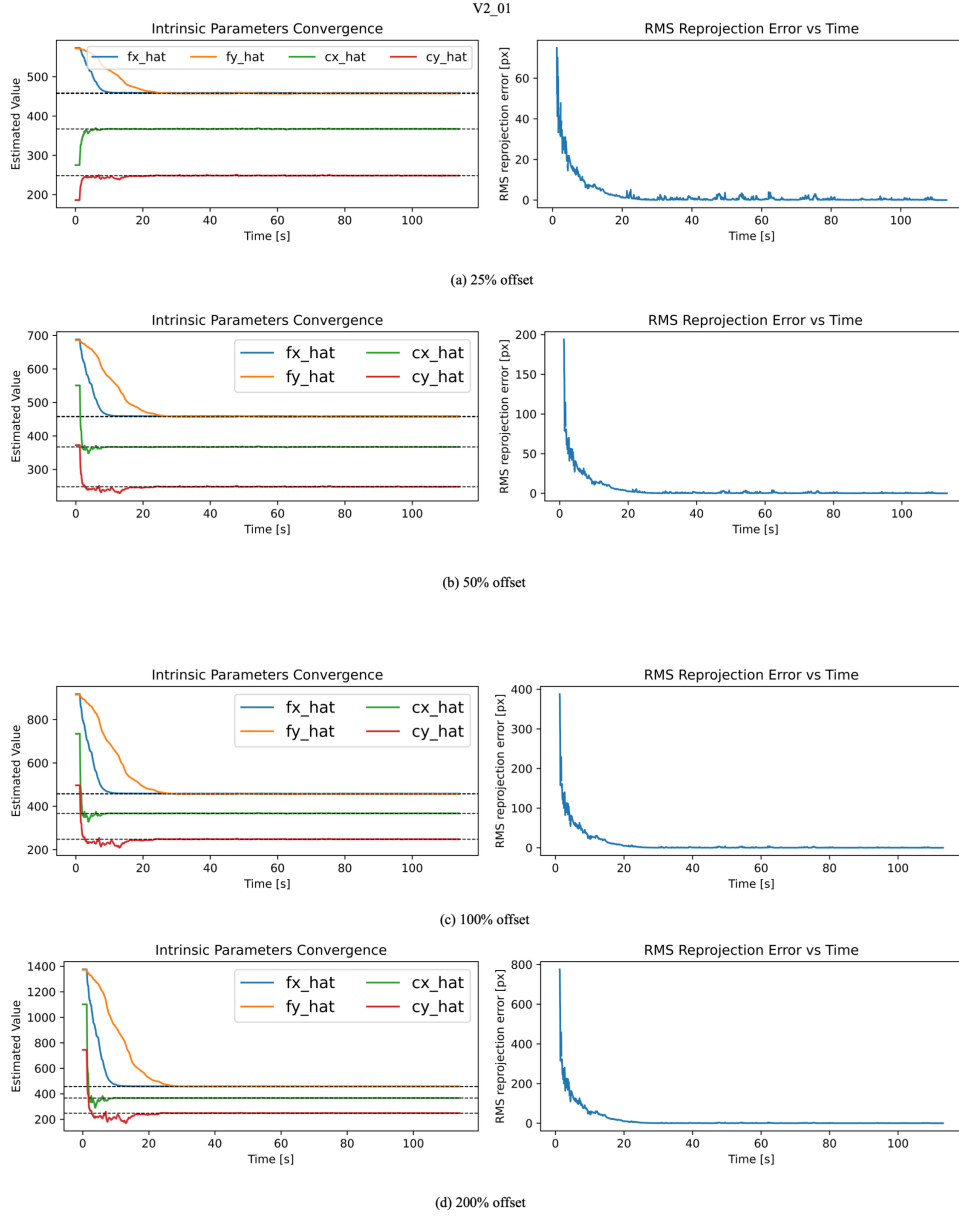 V2_01
Intrinsic Parameters Convergence
RMS Reprojection Error vs Time
fx_hat fy_hat cx_hat cy_hat
Estimated Value
500
400
300
200
0 20 40 60 80 100
Time [s]
RMS reprojection error [px]
60
40
20
0
0 20 40 60 80 100
Time [s]
(a) 25% offset
Intrinsic Parameters Convergence
RMS Reprojection Error vs Time
fx_hat cx_hat
fy_hat cy_hat
Estimated Value
700
600
500
400
300
0 20 40 60 80 100
Time [s]
RMS reprojection error [px]
200
150
100
50
0
0 20 40 60 80 100
Time [s]
(b) 50% offset
Intrinsic Parameters Convergence
RMS Reprojection Error vs Time
fx_hat cx_hat
fy_hat cy_hat
Estimated Value
800
600
400
200
0 20 40 60 80 100
Time [s]
RMS reprojection error [px]
400
300
200
100
0
0 20 40 60 80 100
Time [s]
(c) 100% offset
Intrinsic Parameters Convergence
RMS Reprojection Error vs Time
fx_hat cx_hat
fy_hat cy_hat
Estimated Value
1400
1200
1000
800
600
400
200
0 20 40 60 80 100
Time [s]
RMS reprojection error [px]
800
600
400
200
0
0 20 40 60 80 100
Time [s]
(d) 200% offset